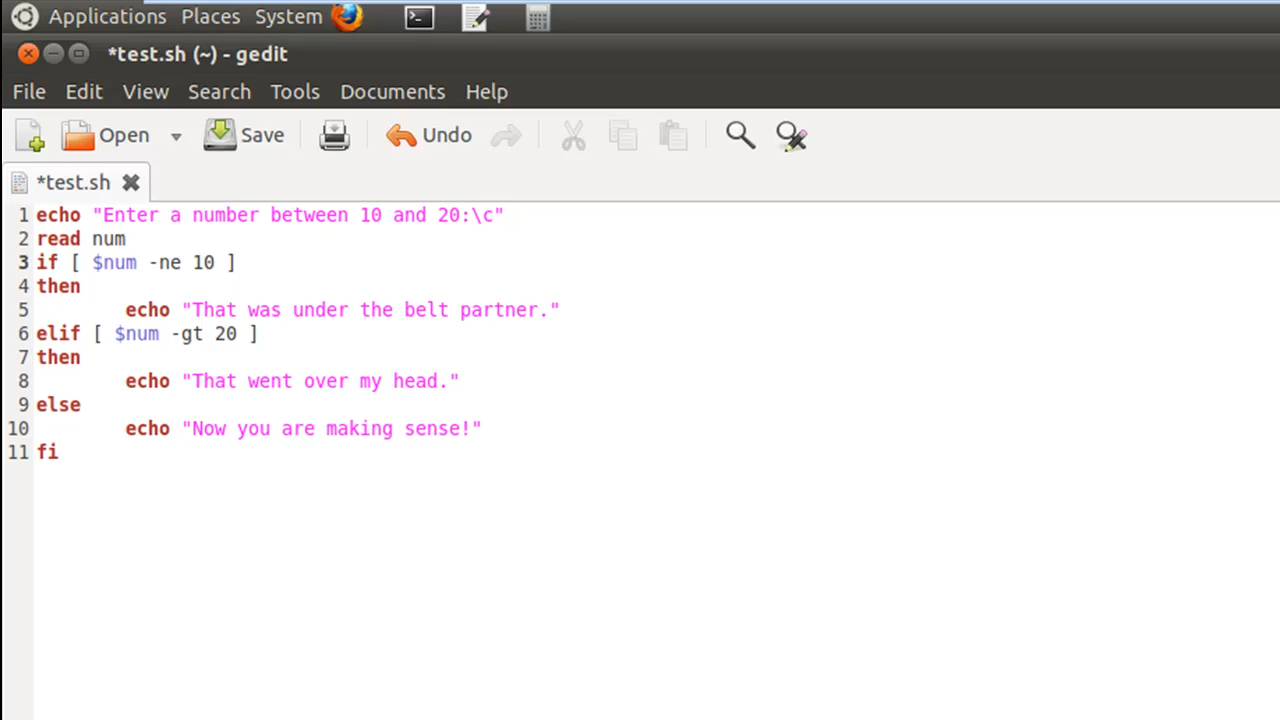 Applications Places System
*test.sh (~) - gedit
File Edit View Search Tools Documents Help
Open Save Undo
*test.sh
1 echo "Enter a number between 10 and 20:\c"
2 read num
3 if [ $num -ne 10 ]
4 then
5 echo "That was under the belt partner."
6 elif [ $num -gt 20 ]
7 then
8 echo "That went over my head."
9 else
10 echo "Now you are making sense!"
11 fi